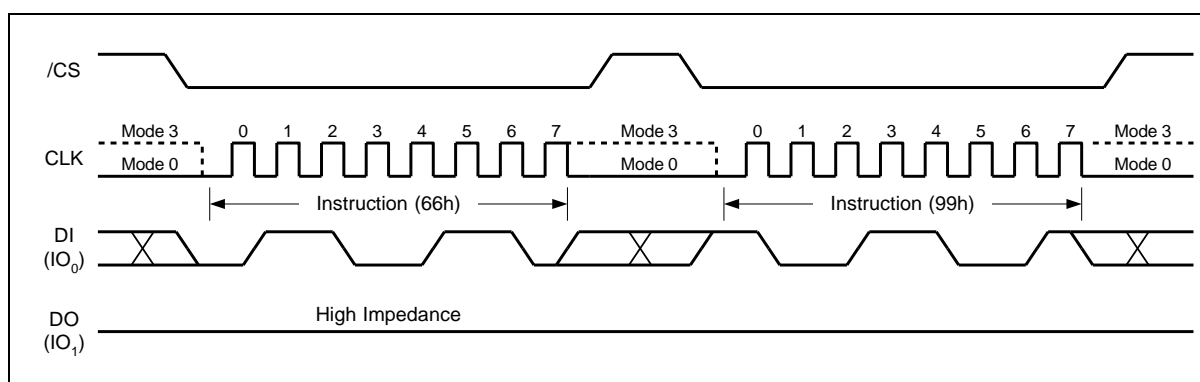 /CS
Mode 3 0 1 2 3 4 5 6 7 Mode 3 0 1 2 3 4 5 6 7 Mode 3
CLK Mode 0 Mode 0 Mode 0
Instruction (66h) Instruction (99h)
DI
(IO0)
DO High Impedance
(IO1)